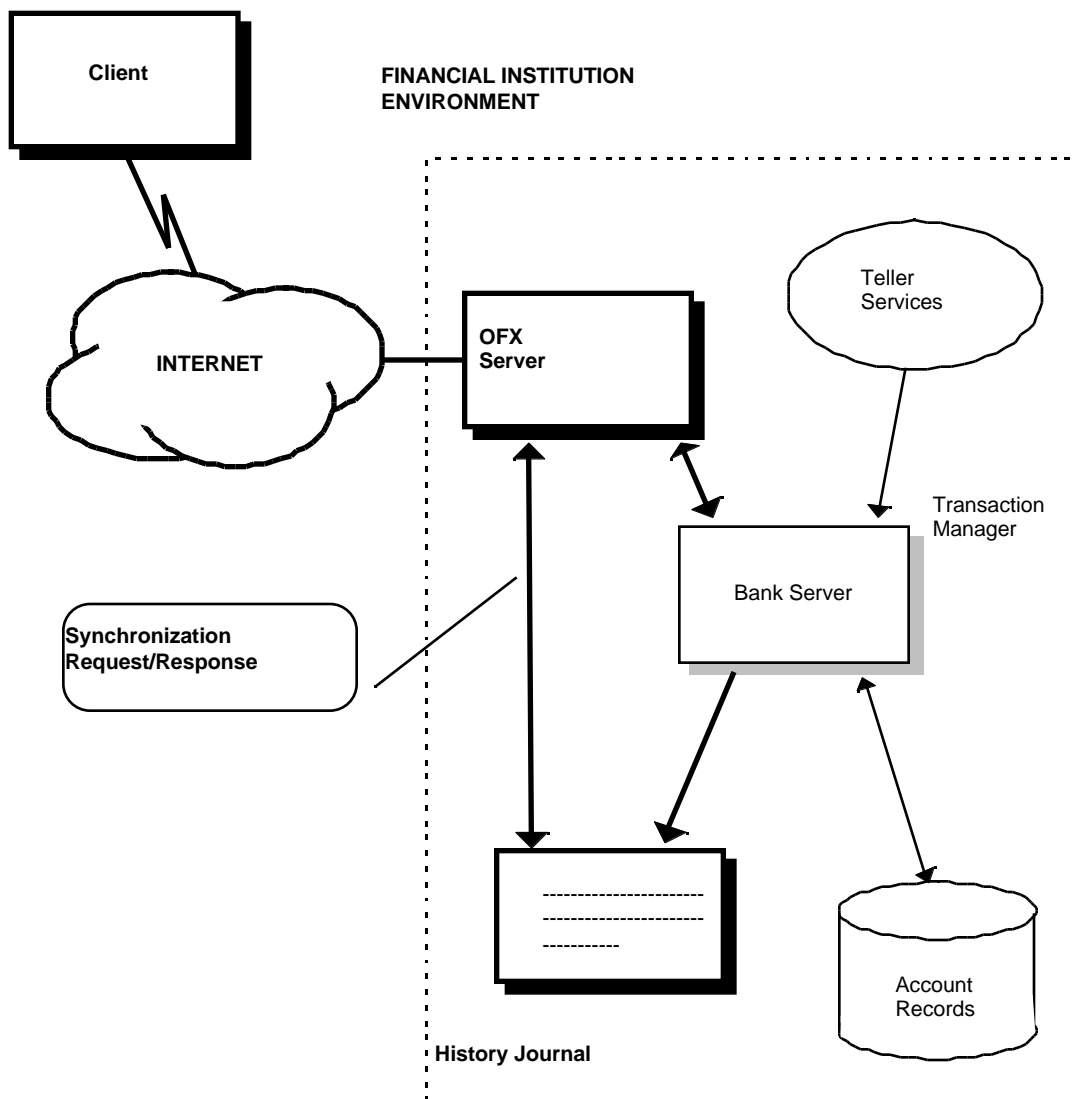 Client
FINANCIAL INSTITUTION
ENVIRONMENT
Teller
Services
OFX
Server
INTERNET
Transaction
Manager
Bank Server
Synchronization
Request/Response
Account
Records
History Journal